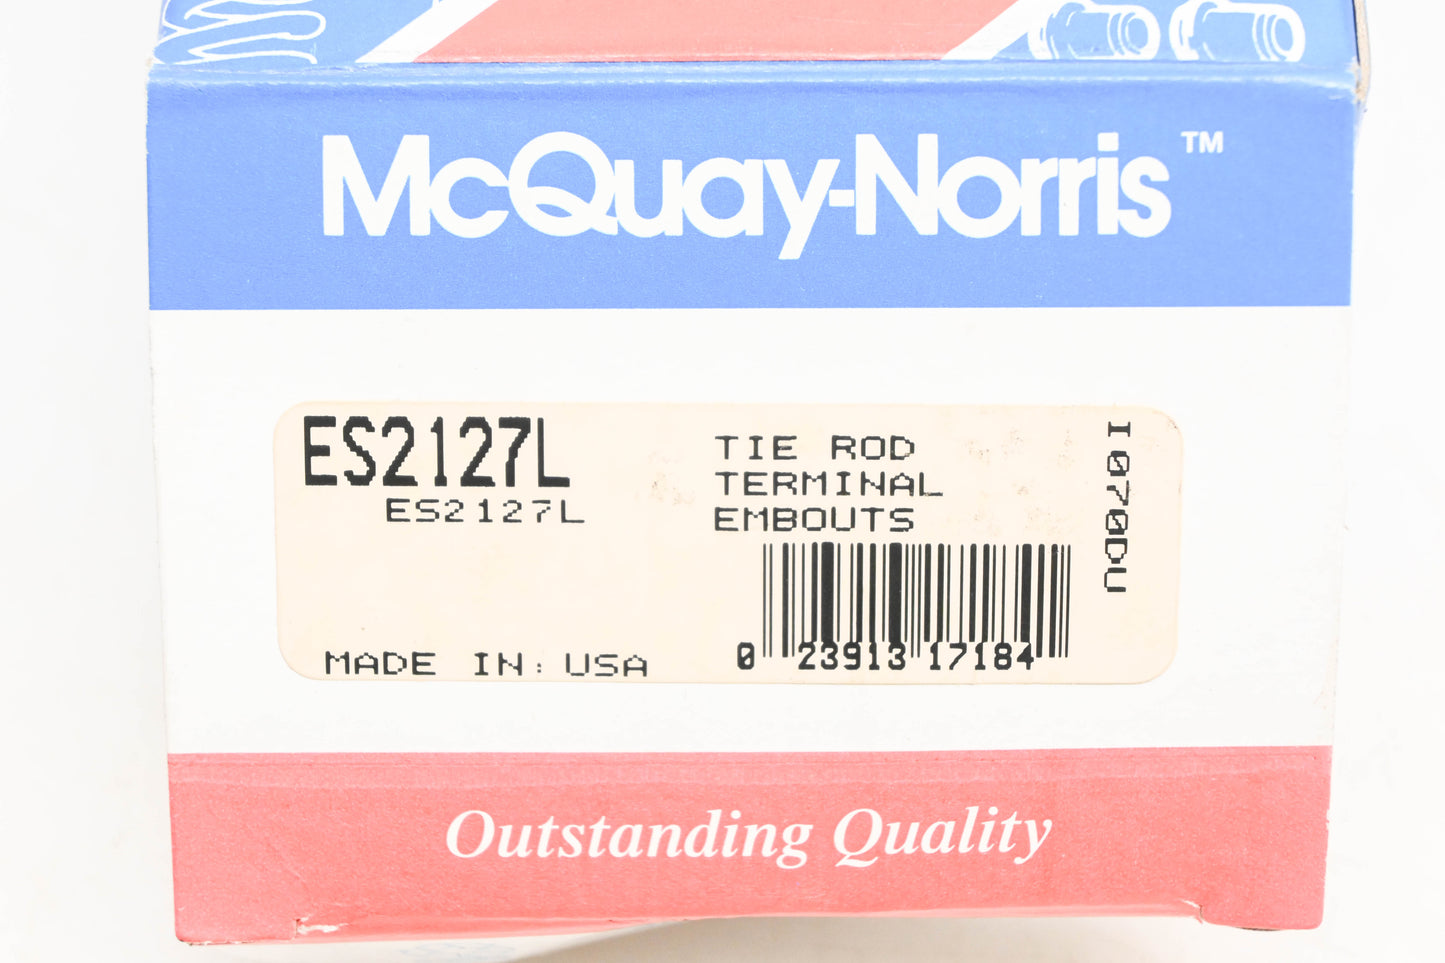 McQuay-Norris™
ES2127L
ES2127L
TIE ROD
TERMINAL
EMBOUTS
I070DU
MADE IN: USA
0 23913 17184
Outstanding Quality